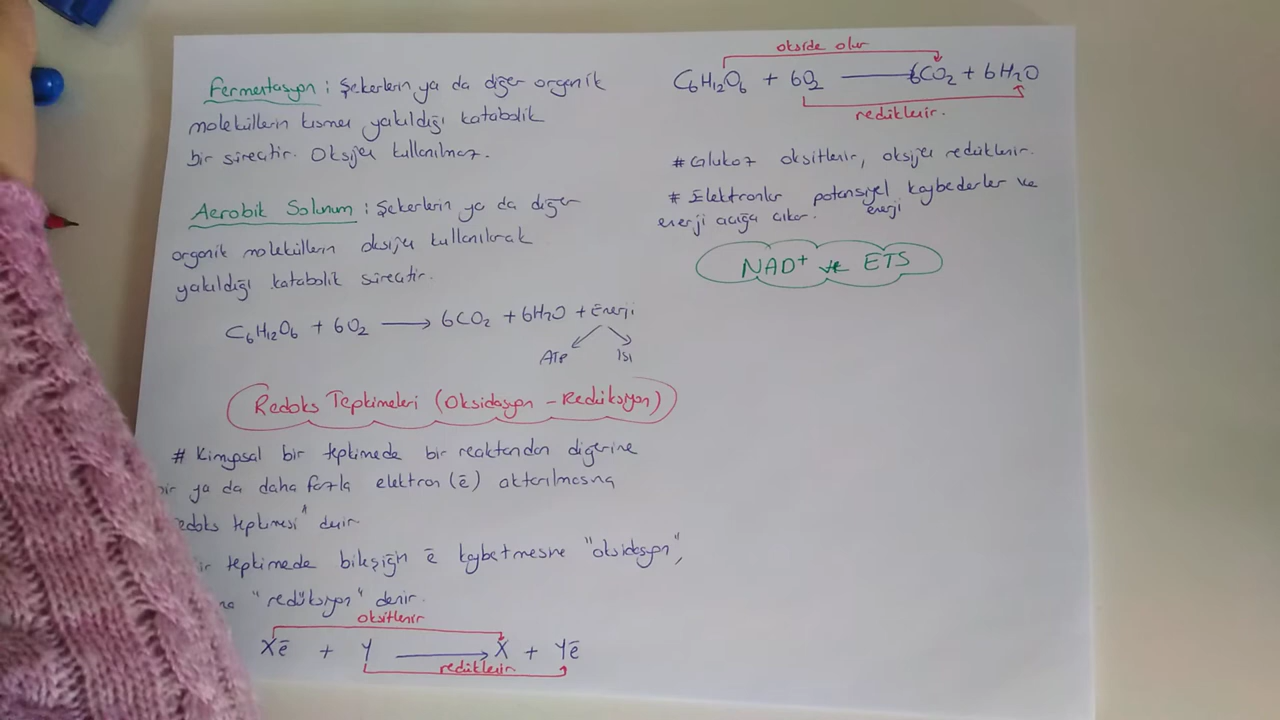 Fermentasyon : Şekerlerin ya da diğer organik
moleküllerin kısmen yakıldığı katabolik
bir süreçtir. Oksijen kullanılmaz.
Aerobik Solunum : Şekerlerin ya da diğer
organik moleküllerin oksijen kullanılarak
yakıldığı katabolik süreçtir.
C₆H₁₂O₆ + 6O₂ → 6CO₂ + 6H₂O + Enerji
ATP Isı
Redoks Tepkimeleri (Oksidasyon - Redüksiyon)
# Kimyasal bir tepkimede bir reaktandan diğerine
bir ya da daha fazla elektron (ē) aktarılmasına
edoks tepkimesi" denir.
ir tepkimede bileşiğin ē kaybetmesine "oksidasyon",
"redüksiyon" denir.
oksitlenir
Xē + Y → X + Yē
redüklenir
okside olur
C₆H₁₂O₆ + 6O₂ → 6CO₂ + 6H₂O
redüklenir.
# Glukoz oksitlenir, oksijen redüklenir.
# Elektronlar potansiyel enerji kaybederler ve
enerji açığa çıkar.
NAD⁺ ve ETS